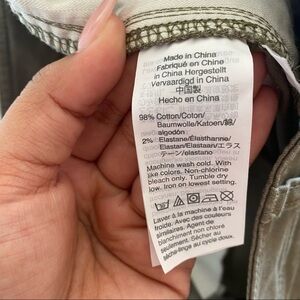 Made in China
Fabriqué en Chine
in China Hergestellt
Vervaardigd in China
中国製
Hecho en China
98% Cotton/Coton/
Baumwolle/Katoen/綿/
algodón;
2% Elastane/Élasthanne/
Elastan/Elastaan/エラス
テーン/elastano
Machine wash cold. With
like colors. Non-chlorine
bleach only. Tumble dry
low. Iron on lowest setting.
Laver à la machine à eau
froide. Avec des couleurs
similaires. Agent de
blanchiment non chloré
seulement. Sécher au
sèche-linge au cycle doux.